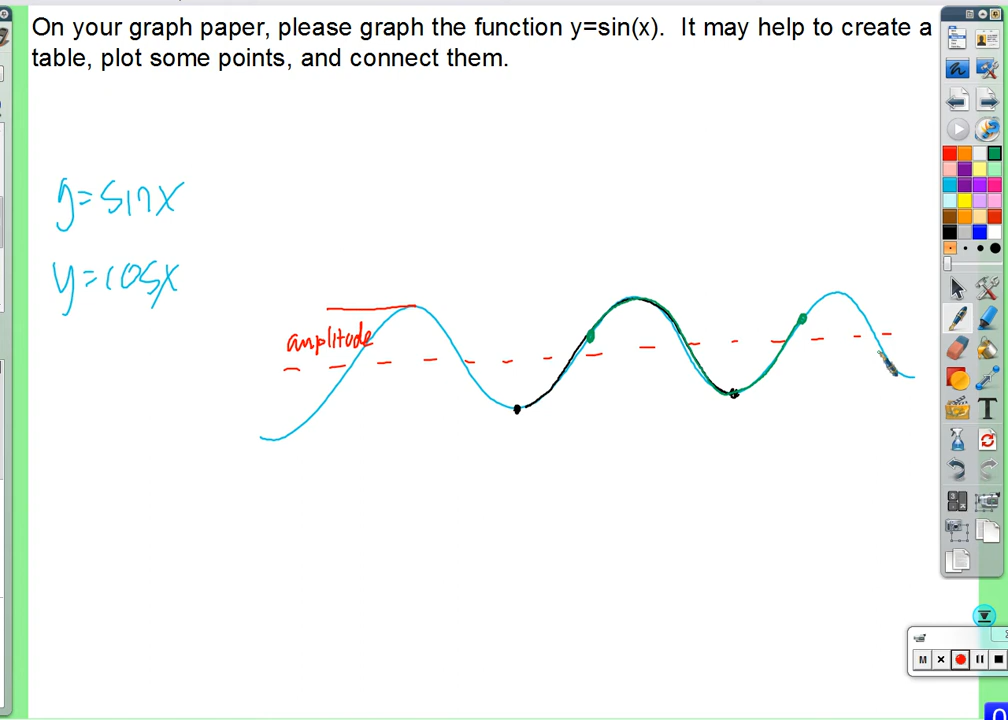 On your graph paper, please graph the function y=sin(x).  It may help to create a
table, plot some points, and connect them.
y=sinx
y=cosx
amplitude
T
M